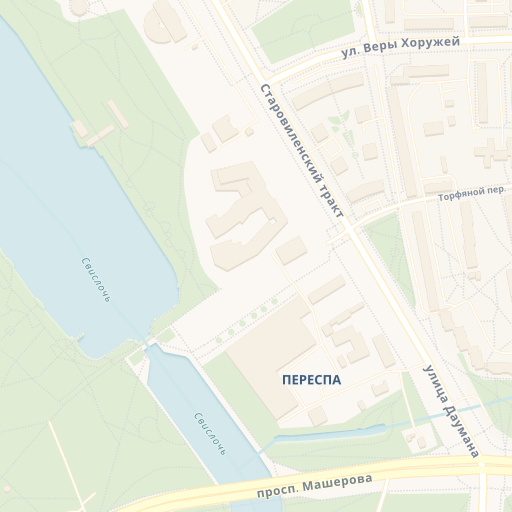 ул. Веры Хоружей
Старовиленский тракт
Торфяной пер.
Свислочь
ПЕРЕСПА
улица Даумана
Свислочь
просп. Машерова